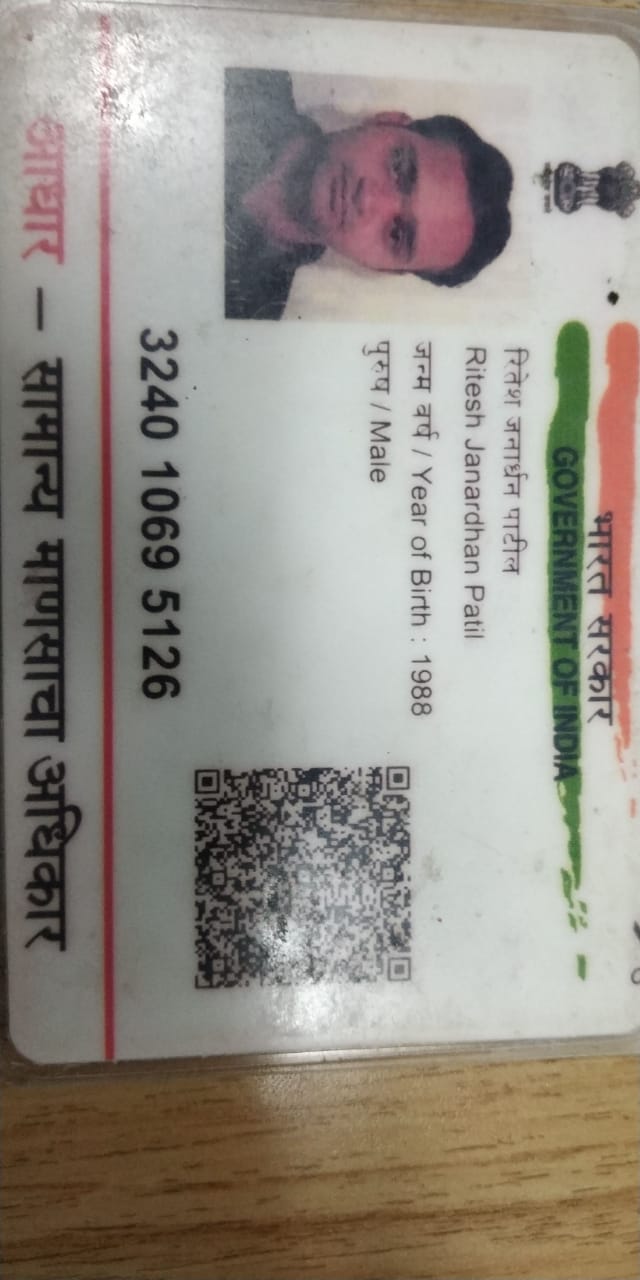 भारत सरकार
GOVERNMENT OF INDIA
रितेश जनार्धन पाटील
Ritesh Janardhan Patil
जन्म वर्ष / Year of Birth : 1988
पुरुष / Male
3240 1069 5126
आधार – सामान्य माणसाचा अधिकार